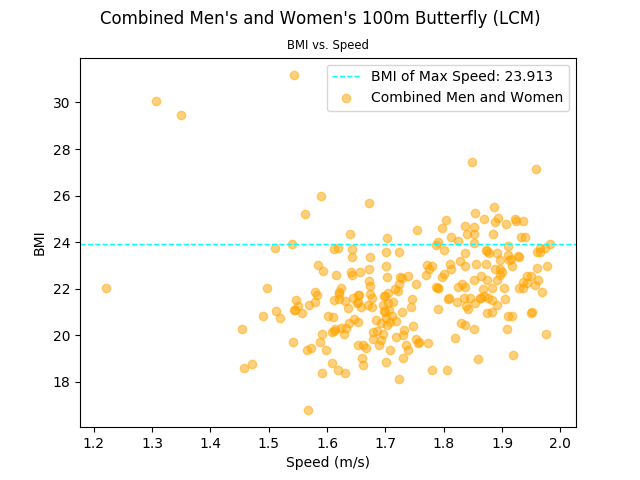 Combined Men's and Women's 100m Butterfly (LCM)
BMI vs. Speed
BMI of Max Speed: 23.913
Combined Men and Women
30
28
26
24
22
20
18
BMI
1.2 1.3 1.4 1.5 1.6 1.7 1.8 1.9 2.0
Speed (m/s)